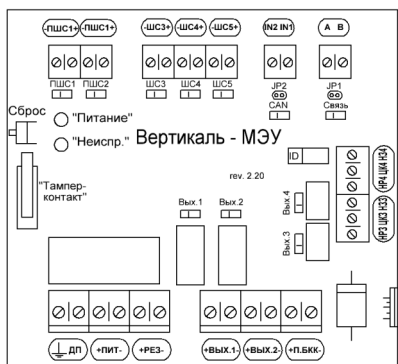 -ПШС1+ -ПШС1+ -ШС3+ -ШС4+ -ШС5+ IN2 IN1 А В
ПШС1 ПШС2 ШС3 ШС4 ШС5 JP2 JP1
CAN Связь
Сброс
"Питание"
"Неиспр."
Вертикаль - МЭУ
ID
"Тампер-
контакт"
rev. 2.20
НР4 ЦК4 НЗ4
Вых.1 Вых.2
Вых.4
НР3 ЦК3 НЗ3
Вых.3
ДП +ПИТ- +РЕЗ- +ВЫХ.1- +ВЫХ.2- +П.БКК-